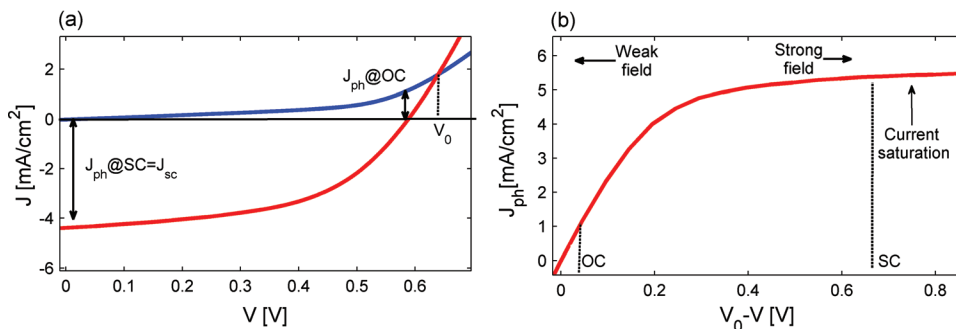 (a)
J [mA/cm²]
2
0
-2
-4
-6
J_ph@OC
V_0
J_ph@SC=J_sc
0 0.1 0.2 0.3 0.4 0.5 0.6
V [V]
(b)
J_ph[mA/cm²]
6
5
4
3
2
1
0
Weak
field
Strong
field
Current
saturation
OC
SC
0 0.2 0.4 0.6 0.8
V_0-V [V]